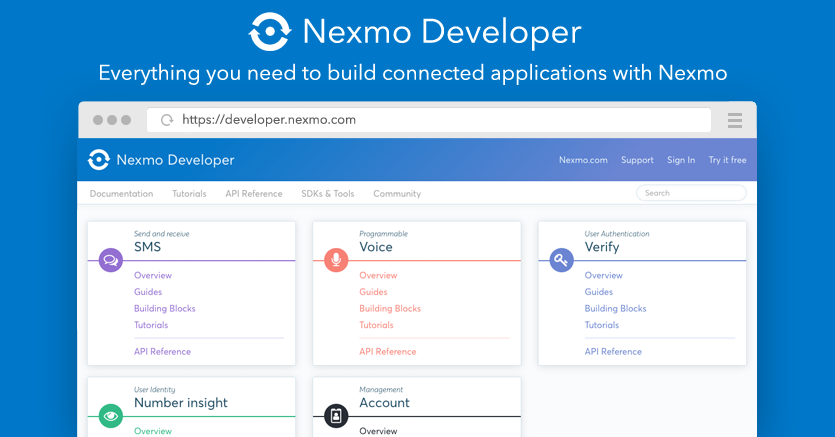 Nexmo Developer
Everything you need to build connected applications with Nexmo
https://developer.nexmo.com
Nexmo Developer
Nexmo.com Support Sign In Try it free
Documentation Tutorials API Reference SDKs & Tools Community Search
Send and receive
SMS
Overview
Guides
Building Blocks
Tutorials
API Reference
Programmable
Voice
Overview
Guides
Building Blocks
Tutorials
API Reference
User Authentication
Verify
Overview
Guides
Building Blocks
Tutorials
API Reference
User Identity
Number insight
Overview
Management
Account
Overview